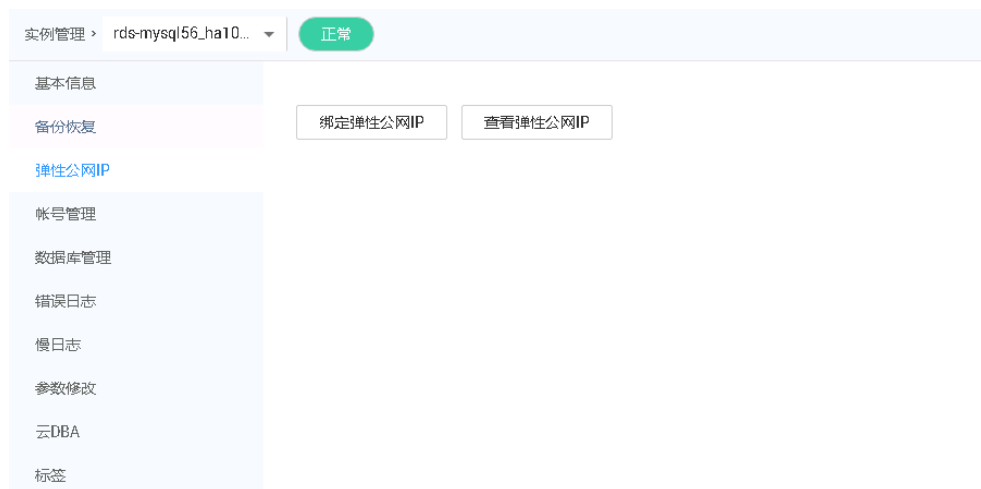 实例管理 › rds-mysql56_ha10... 正常
基本信息
绑定弹性公网IP 查看弹性公网IP
备份恢复
弹性公网IP
帐号管理
数据库管理
错误日志
慢日志
参数修改
云DBA
标签